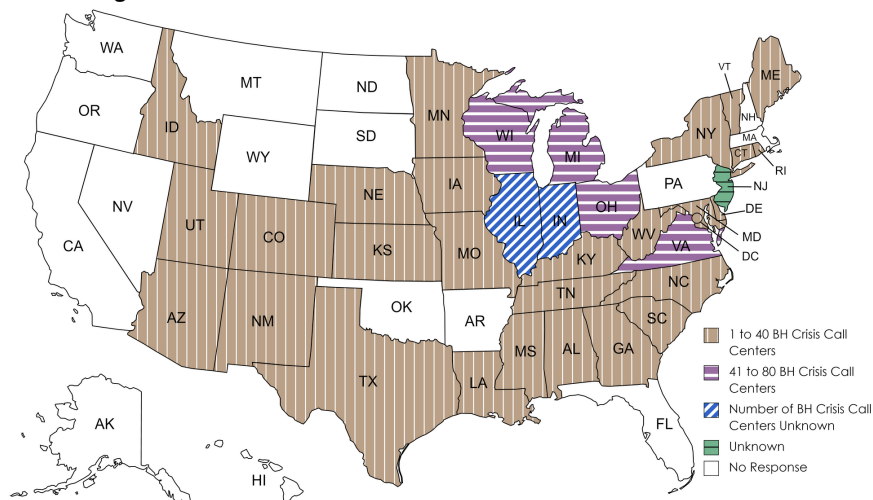 WA
MT
ND
MN
VT
ME
OR
ID
SD
WI
MI
NY
NH
MA
CT
RI
WY
IA
NE
PA
NJ
NV
UT
CO
IL
IN
OH
DE
MD
DC
CA
KS
MO
WV
VA
KY
AZ
NM
OK
AR
TN
NC
SC
TX
LA
MS
AL
GA
FL
AK
HI
1 to 40 BH Crisis Call
Centers
41 to 80 BH Crisis Call
Centers
Number of BH Crisis Call
Centers Unknown
Unknown
No Response